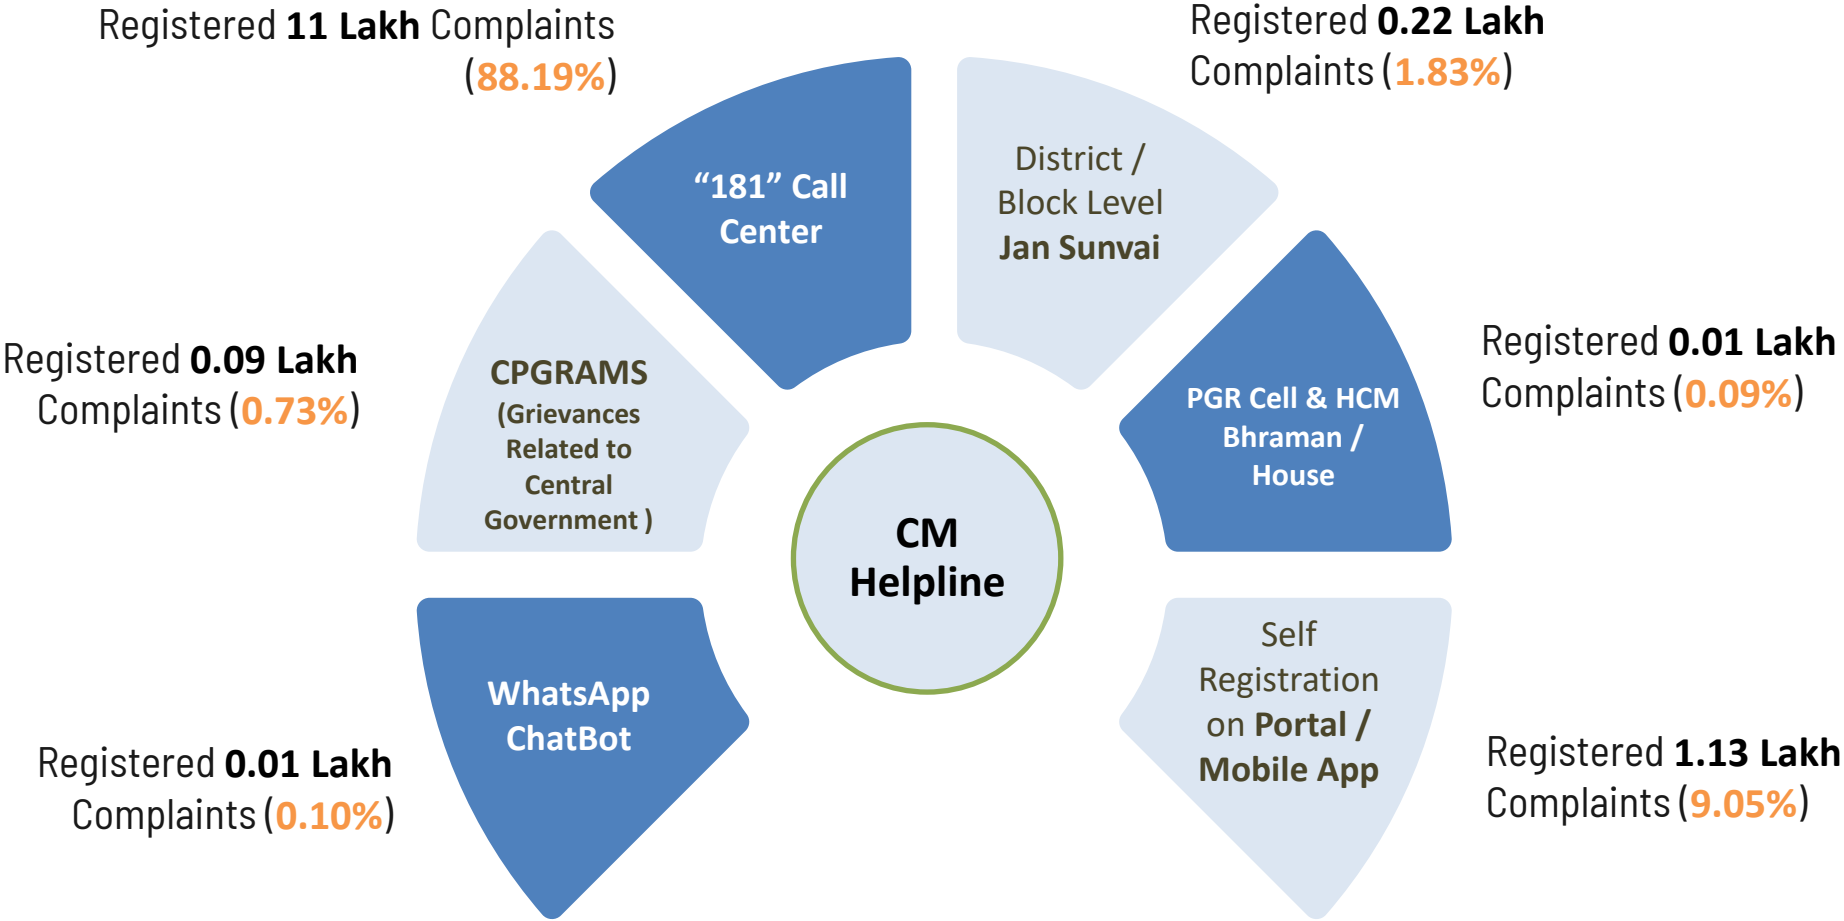 Registered 11 Lakh Complaints
(88.19%)
Registered 0.22 Lakh
Complaints (1.83%)
“181” Call
Center
District /
Block Level
Jan Sunvai
Registered 0.09 Lakh
Complaints (0.73%)
CPGRAMS
(Grievances
Related to
Central
Government )
PGR Cell & HCM
Bhraman /
House
Registered 0.01 Lakh
Complaints (0.09%)
CM
Helpline
WhatsApp
ChatBot
Registered 0.01 Lakh
Complaints (0.10%)
Self
Registration
on Portal /
Mobile App
Registered 1.13 Lakh
Complaints (9.05%)